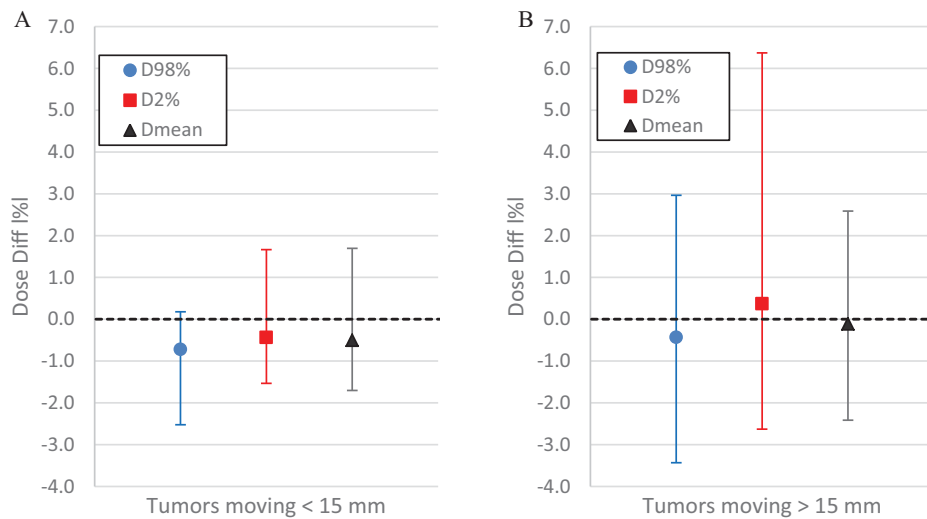 A
7.0
6.0
5.0
4.0
3.0
2.0
1.0
0.0
-1.0
-2.0
-3.0
-4.0
Dose Diff |%|
D98%
D2%
Dmean
Tumors moving < 15 mm
B
7.0
6.0
5.0
4.0
3.0
2.0
1.0
0.0
-1.0
-2.0
-3.0
-4.0
Dose Diff |%|
D98%
D2%
Dmean
Tumors moving > 15 mm